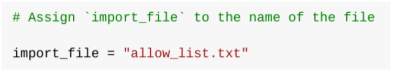 # Assign `import_file` to the name of the file
import_file = "allow_list.txt"